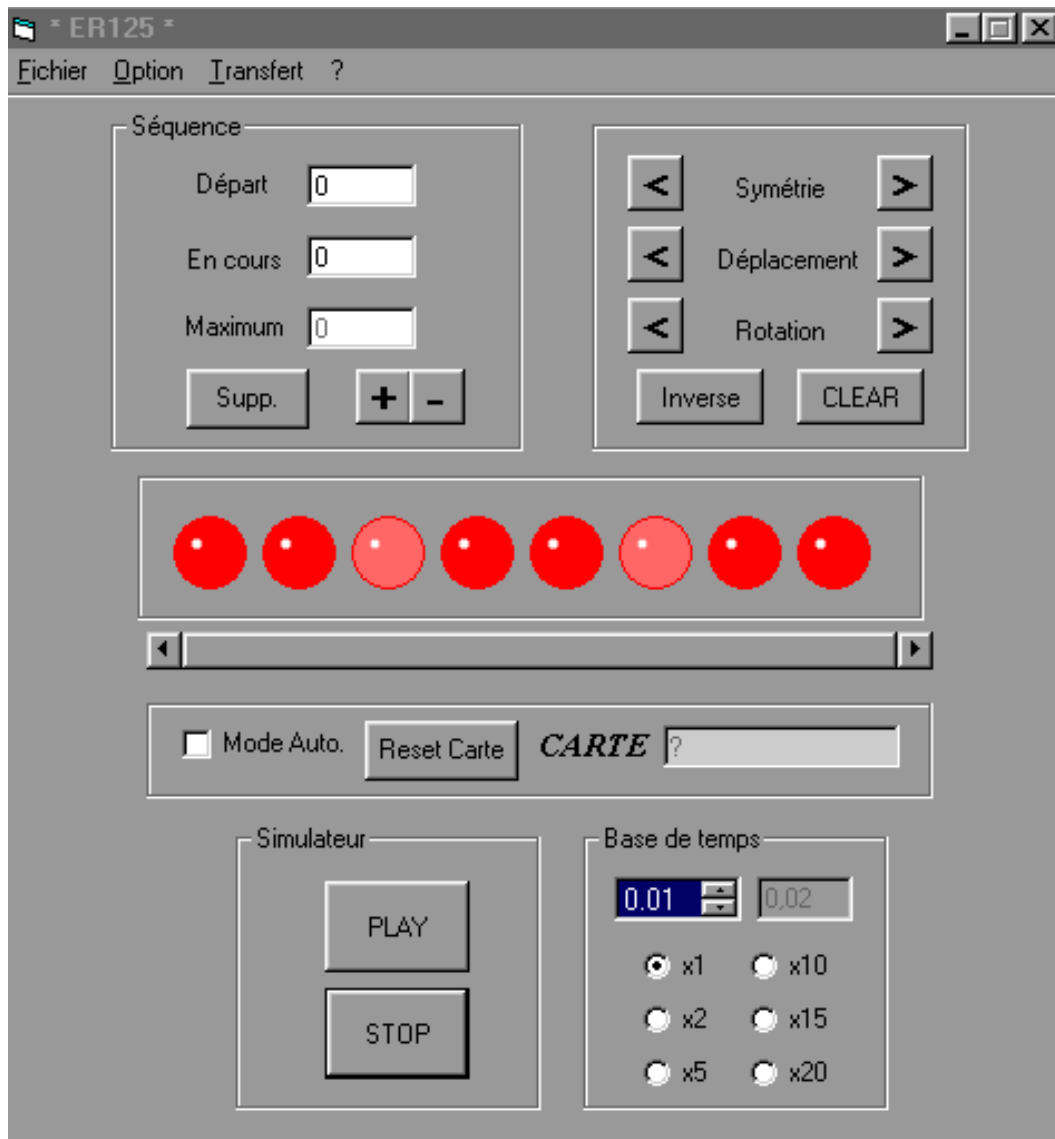 * ER125 *
Fichier Option Transfert ?
Séquence
Départ 0
En cours 0
Maximum 0
Supp. + -
< Symétrie >
< Déplacement >
< Rotation >
Inverse CLEAR
Mode Auto. Reset Carte CARTE ?
Simulateur
PLAY
STOP
Base de temps
0.01 0,02
x1 x10
x2 x15
x5 x20